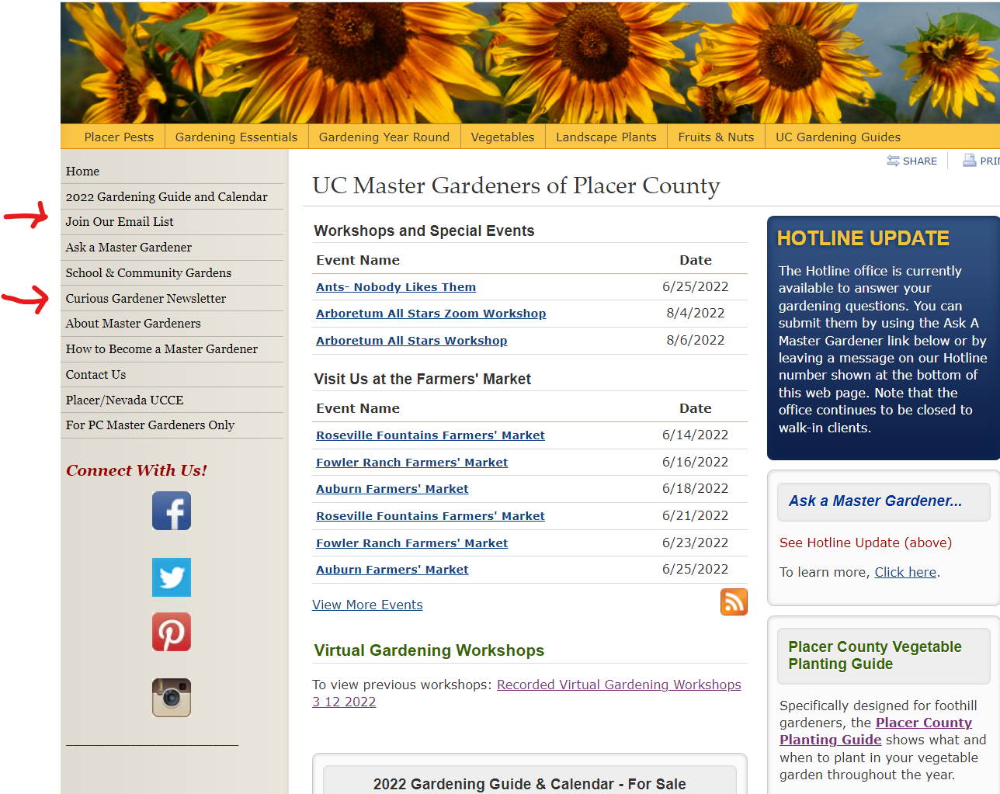 Placer Pests
Gardening Essentials
Gardening Year Round
Vegetables
Landscape Plants
Fruits & Nuts
UC Gardening Guides
Home
2022 Gardening Guide and Calendar
Join Our Email List
Ask a Master Gardener
School & Community Gardens
Curious Gardener Newsletter
About Master Gardeners
How to Become a Master Gardener
Contact Us
Placer/Nevada UCCE
For PC Master Gardeners Only
Connect With Us!
SHARE
PRI
UC Master Gardeners of Placer County
Workshops and Special Events
Event Name Date
Ants- Nobody Likes Them 6/25/2022
Arboretum All Stars Zoom Workshop 8/4/2022
Arboretum All Stars Workshop 8/6/2022
Visit Us at the Farmers' Market
Event Name Date
Roseville Fountains Farmers' Market 6/14/2022
Fowler Ranch Farmers' Market 6/16/2022
Auburn Farmers' Market 6/18/2022
Roseville Fountains Farmers' Market 6/21/2022
Fowler Ranch Farmers' Market 6/23/2022
Auburn Farmers' Market 6/25/2022
View More Events
Virtual Gardening Workshops
To view previous workshops: Recorded Virtual Gardening Workshops
3 12 2022
2022 Gardening Guide & Calendar - For Sale
HOTLINE UPDATE
The Hotline office is currently
available to answer your
gardening questions. You can
submit them by using the Ask A
Master Gardener link below or by
leaving a message on our Hotline
number shown at the bottom of
this web page. Note that the
office continues to be closed to
walk-in clients.
Ask a Master Gardener...
See Hotline Update (above)
To learn more, Click here.
Placer County Vegetable
Planting Guide
Specifically designed for foothill
gardeners, the Placer County
Planting Guide shows what and
when to plant in your vegetable
garden throughout the year.